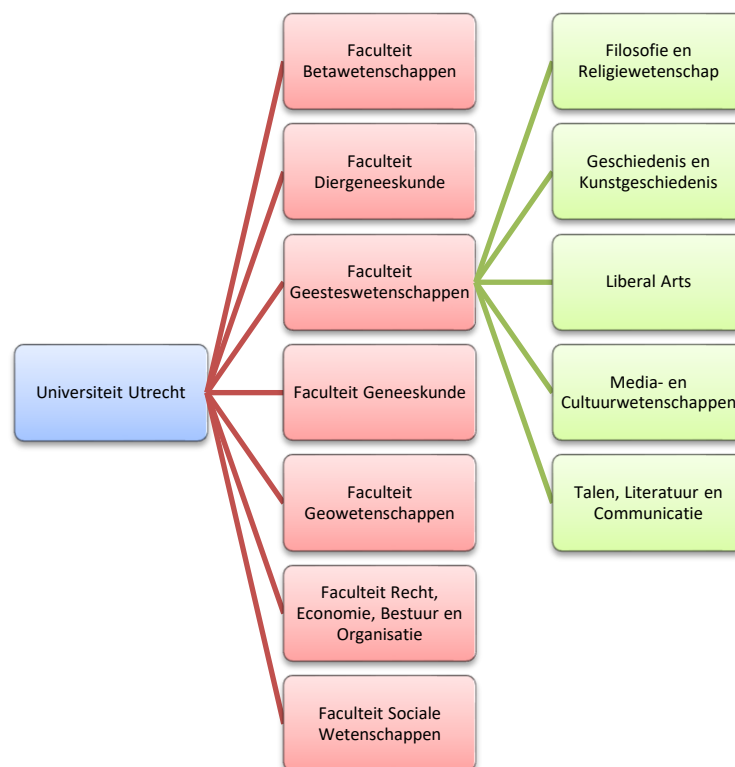 Universiteit Utrecht
Faculteit
Betawetenschappen
Faculteit
Diergeneeskunde
Faculteit
Geesteswetenschappen
Faculteit Geneeskunde
Faculteit
Geowetenschappen
Faculteit Recht,
Economie, Bestuur en
Organisatie
Faculteit Sociale
Wetenschappen
Filosofie en
Religiewetenschap
Geschiedenis en
Kunstgeschiedenis
Liberal Arts
Media- en
Cultuurwetenschappen
Talen, Literatuur en
Communicatie